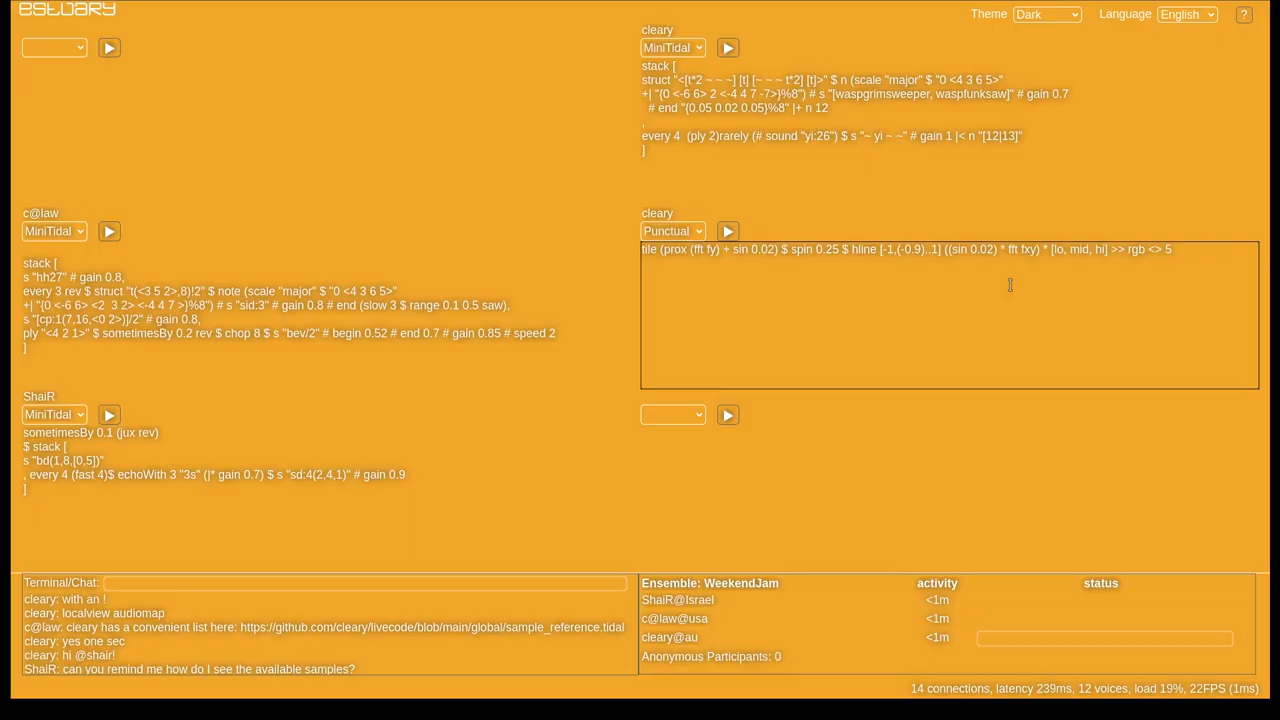 estuary
Theme Dark Language English ?
cleary
MiniTidal
stack [
struct "<[t*2 ~ ~ ~] [t] [~ ~ ~ t*2] [t]>" $ n (scale "major" $ "0 <4 3 6 5>"
+| "{0 <-6 6> 2 <-4 4 7 -7>}%8") # s "[waspgrimsweeper, waspfunksaw]" # gain 0.7
# end "{0.05 0.02 0.05}%8" |+ n 12
,
every 4  (ply 2)rarely (# sound "yi:26") $ s "~ yi ~ ~" # gain 1 |< n "[12|13]"
]
c@law
MiniTidal
stack [
s "hh27" # gain 0.8,
every 3 rev $ struct "t(<3 5 2>,8)!2" $ note (scale "major" $ "0 <4 3 6 5>"
+| "{0 <-6 6> <2  3 2> <-4 4 7 >}%8") # s "sid:3" # gain 0.8 # end (slow 3 $ range 0.1 0.5 saw),
s "[cp:1(7,16,<0 2>)]/2" # gain 0.8,
ply "<4 2 1>" $ sometimesBy 0.2 rev $ chop 8 $ s "bev/2" # begin 0.52 # end 0.7 # gain 0.85 # speed 2
]
cleary
Punctual
tile (prox (fft fy) + sin 0.02) $ spin 0.25 $ hline [-1,(-0.9)..1] ((sin 0.02) * fft fxy) * [lo, mid, hi] >> rgb <> 5
ShaiR
MiniTidal
sometimesBy 0.1 (jux rev)
$ stack [
s "bd(1,8,[0,5])"
, every 4 (fast 4)$ echoWith 3 "3s" (|* gain 0.7) $ s "sd:4(2,4,1)" # gain 0.9
]
Terminal/Chat:
cleary: with an !
cleary: localview audiomap
c@law: cleary has a convenient list here: https://github.com/cleary/livecode/blob/main/global/sample_reference.tidal
cleary: yes one sec
cleary: hi @shair!
ShaiR: can you remind me how do I see the available samples?
Ensemble: WeekendJam activity status
ShaiR@Israel <1m
c@law@usa <1m
cleary@au <1m
Anonymous Participants: 0
14 connections, latency 239ms, 12 voices, load 19%, 22FPS (1ms)